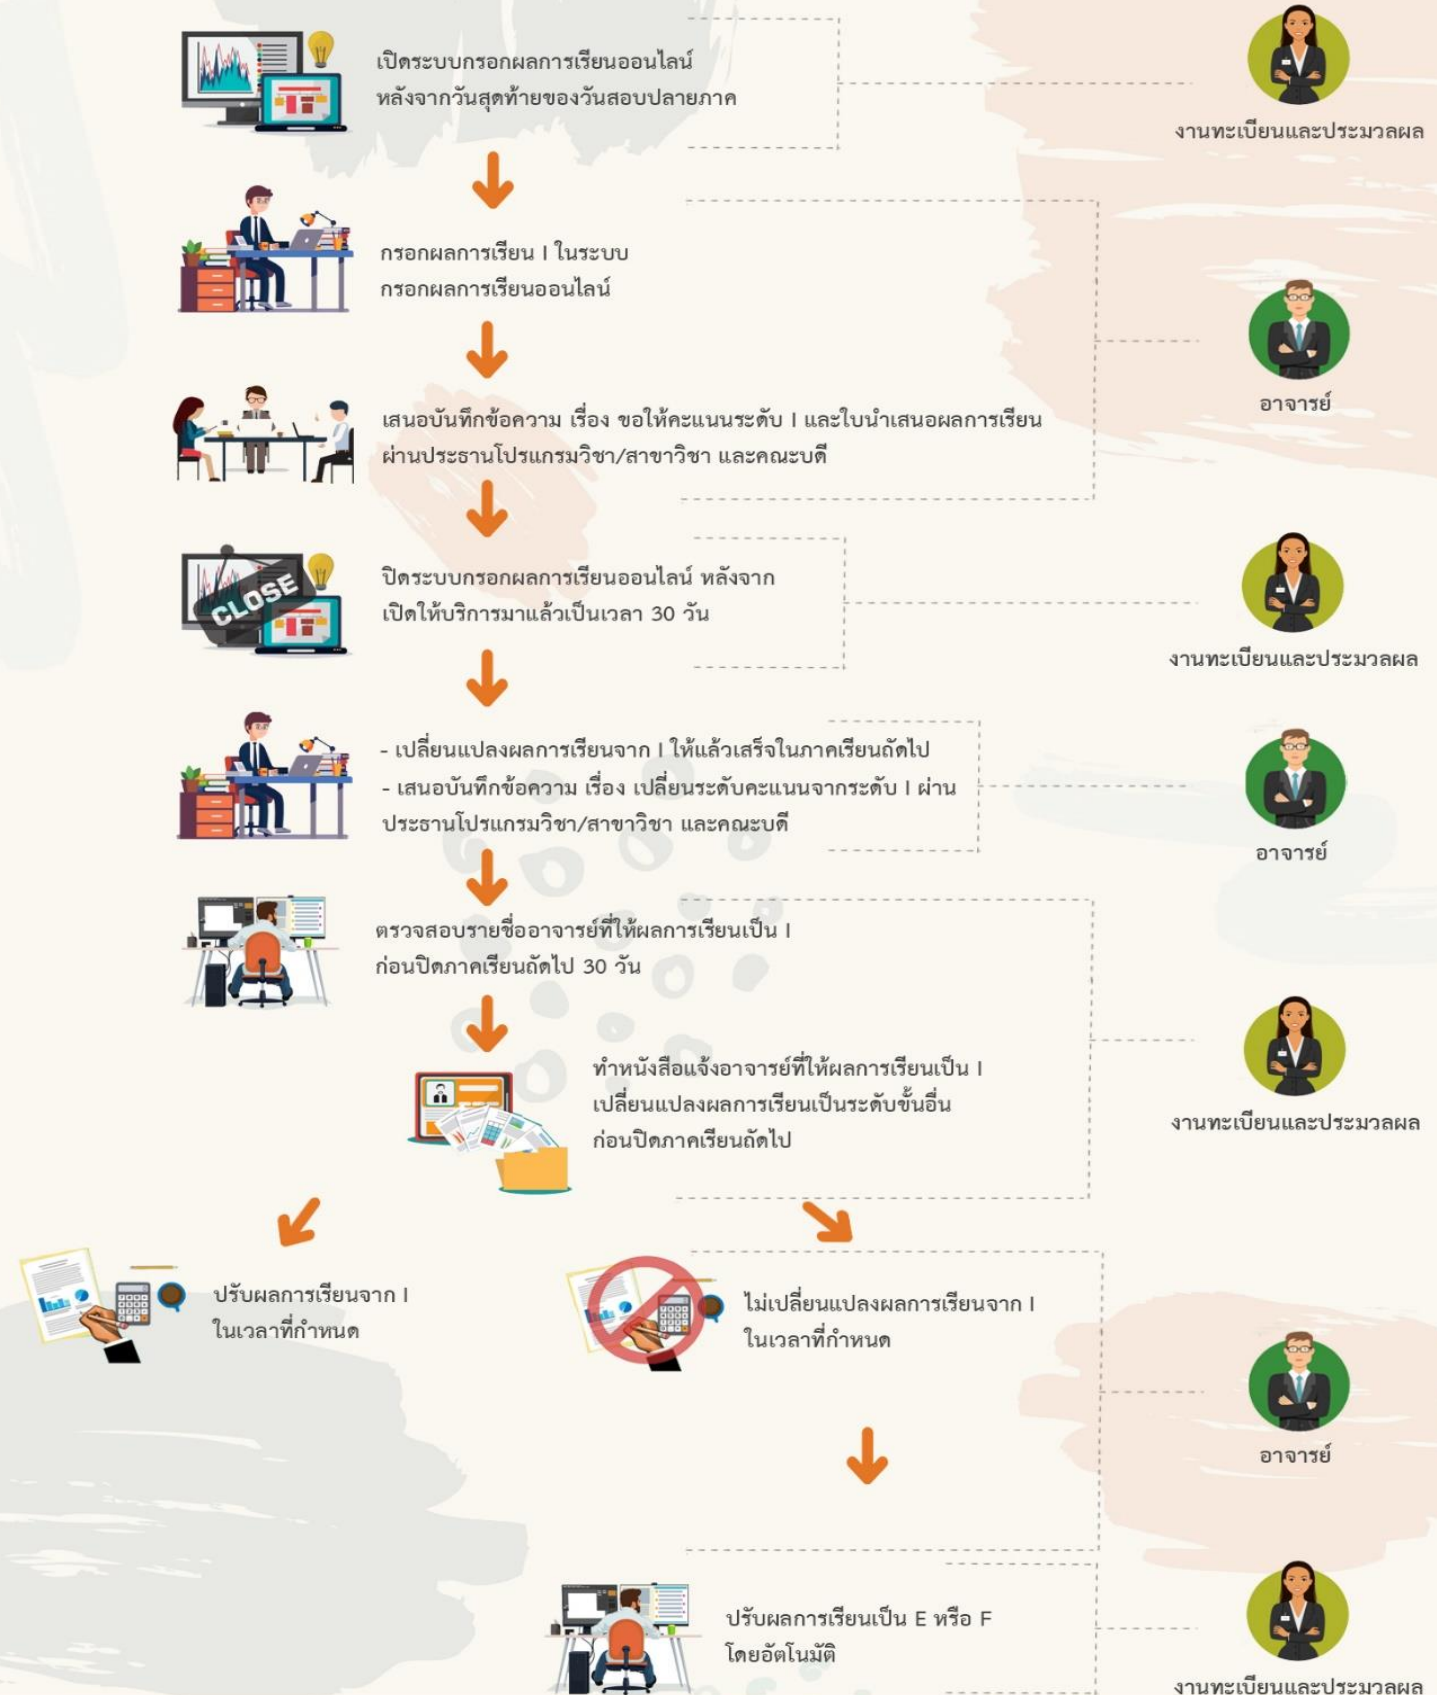 เปิดระบบกรอกผลการเรียนออนไลน์
หลังจากวันสุดท้ายของวันสอบปลายภาค
งานทะเบียนและประมวลผล
กรอกผลการเรียน I ในระบบ
กรอกผลการเรียนออนไลน์
อาจารย์
เสนอบันทึกข้อความ เรื่อง ขอให้คะแนนระดับ I และใบนำเสนอผลการเรียน
ผ่านประธานโปรแกรมวิชา/สาขาวิชา และคณะบดี
CLOSE
ปิดระบบกรอกผลการเรียนออนไลน์ หลังจาก
เปิดให้บริการมาแล้วเป็นเวลา 30 วัน
งานทะเบียนและประมวลผล
- เปลี่ยนแปลงผลการเรียนจาก I ให้แล้วเสร็จในภาคเรียนถัดไป
- เสนอบันทึกข้อความ เรื่อง เปลี่ยนระดับคะแนนจากระดับ I ผ่าน
ประธานโปรแกรมวิชา/สาขาวิชา และคณะบดี
อาจารย์
ตรวจสอบรายชื่ออาจารย์ที่ให้ผลการเรียนเป็น I
ก่อนปิดภาคเรียนถัดไป 30 วัน
ทำหนังสือแจ้งอาจารย์ที่ให้ผลการเรียนเป็น I
เปลี่ยนแปลงผลการเรียนเป็นระดับขั้นอื่น
ก่อนปิดภาคเรียนถัดไป
งานทะเบียนและประมวลผล
ปรับผลการเรียนจาก I
ในเวลาที่กำหนด
ไม่เปลี่ยนแปลงผลการเรียนจาก I
ในเวลาที่กำหนด
อาจารย์
ปรับผลการเรียนเป็น E หรือ F
โดยอัตโนมัติ
งานทะเบียนและประมวลผล